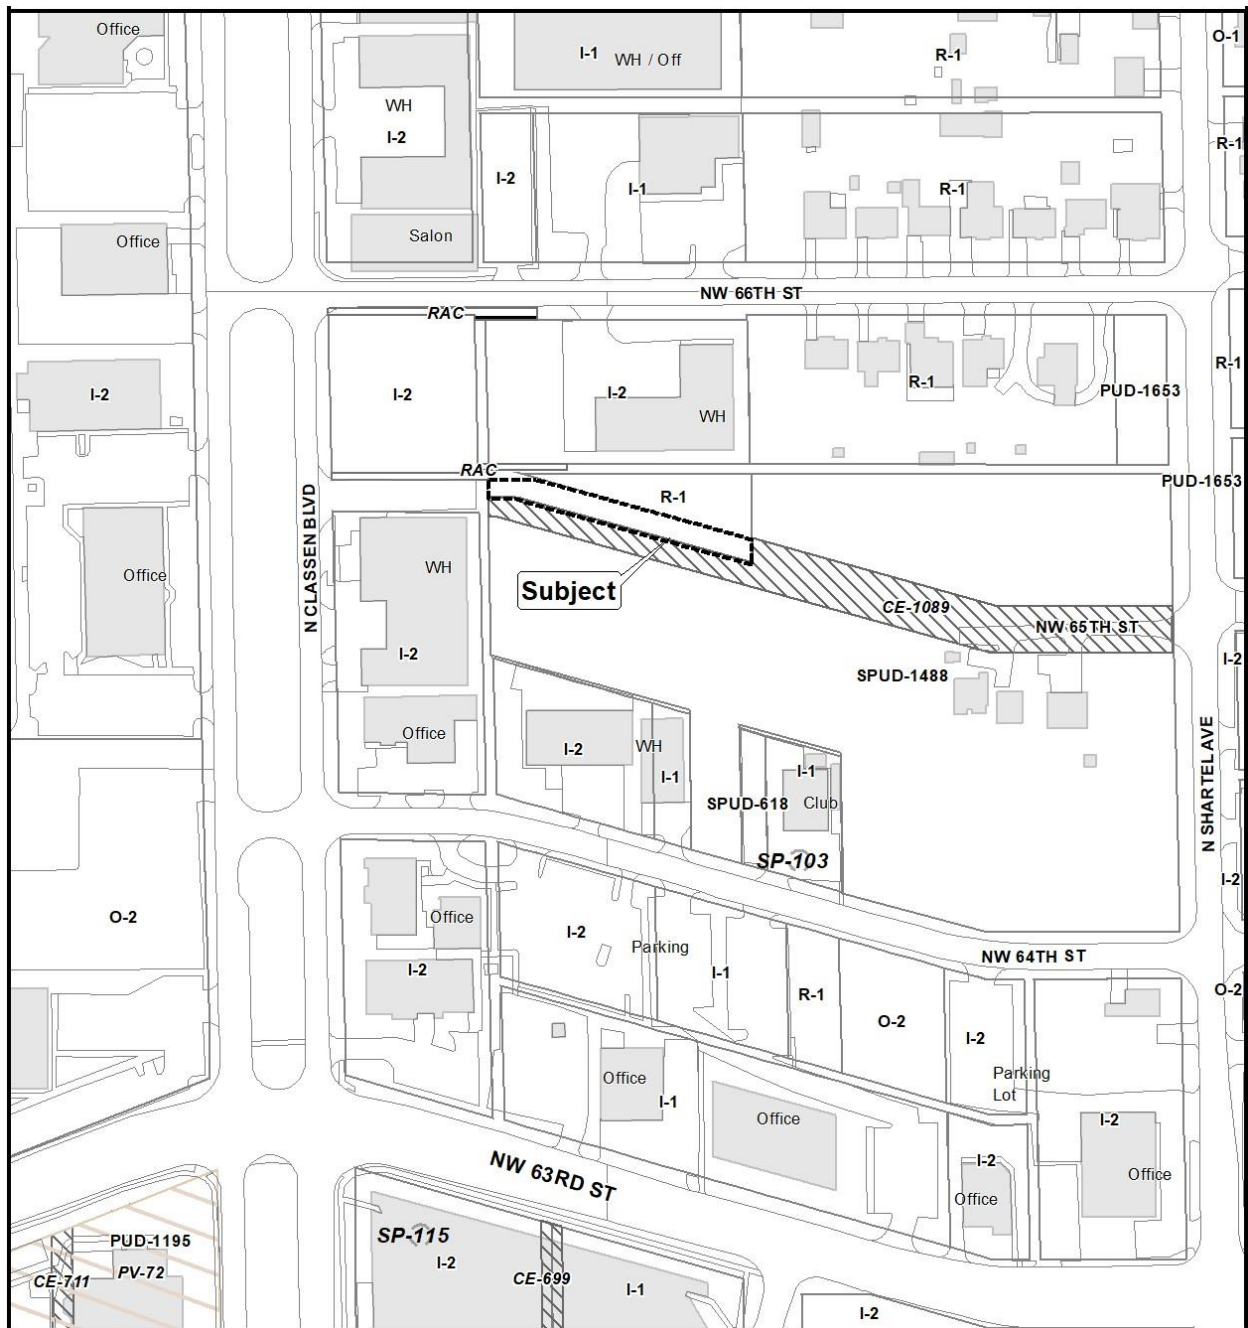 Office
O-1
I-1
WH / Off
R-1
WH
I-2
R-1
I-2
I-1
R-1
Office
Salon
NW 66TH ST
RAC
I-2
I-2
I-2
WH
R-1
R-1
PUD-1653
RAC
PUD-1653
R-1
N CLASSEN BLVD
Office
WH
Subject
CE-1089
NW 65TH ST
I-2
I-2
SPUD-1488
Office
I-2
WH
I-1
I-1
SPUD-618
Club
N SHARTEL AVE
SP-103
I-2
O-2
Office
I-2
Parking
I-2
I-1
NW 64TH ST
R-1
O-2
O-2
I-2
Office
I-1
Parking
Lot
Office
I-2
NW 63RD ST
I-2
Office
Office
SP-115
PUD-1195
I-2
PV-72
CE-711
CE-699
I-1
I-2